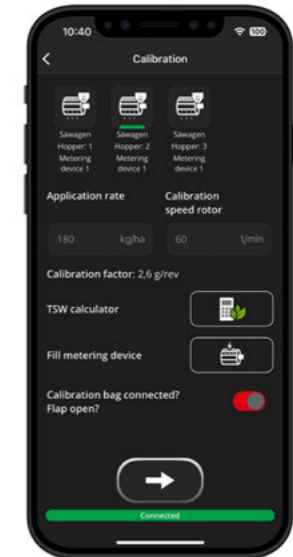 10:40
100
Calibration
Säwagen Säwagen Säwagen
Hopper: 1 Hopper: 2 Hopper: 3
Metering Metering Metering
device 1 device 1 device 1
Application rate Calibration
speed rotor
180 kg/ha 60 1/min
Calibration factor: 2,6 g/rev
TSW calculator
Fill metering device
Calibration bag connected?
Flap open?
Connected